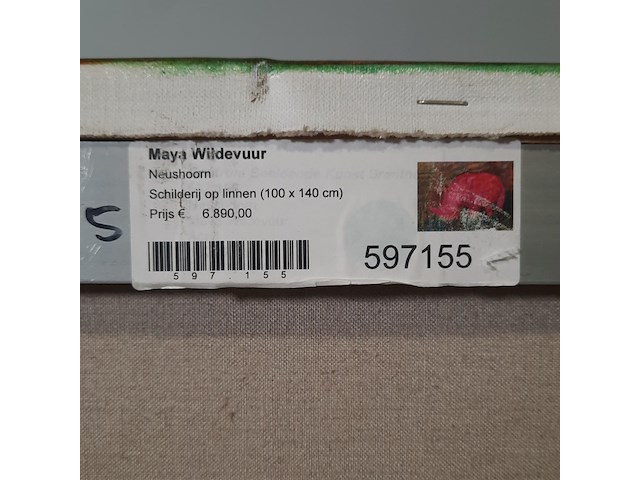 Maya Wildevuur
Neushoorn
Schilderij op linnen (100 x 140 cm)
Prijs € 6.890,00
5
597.155
597155